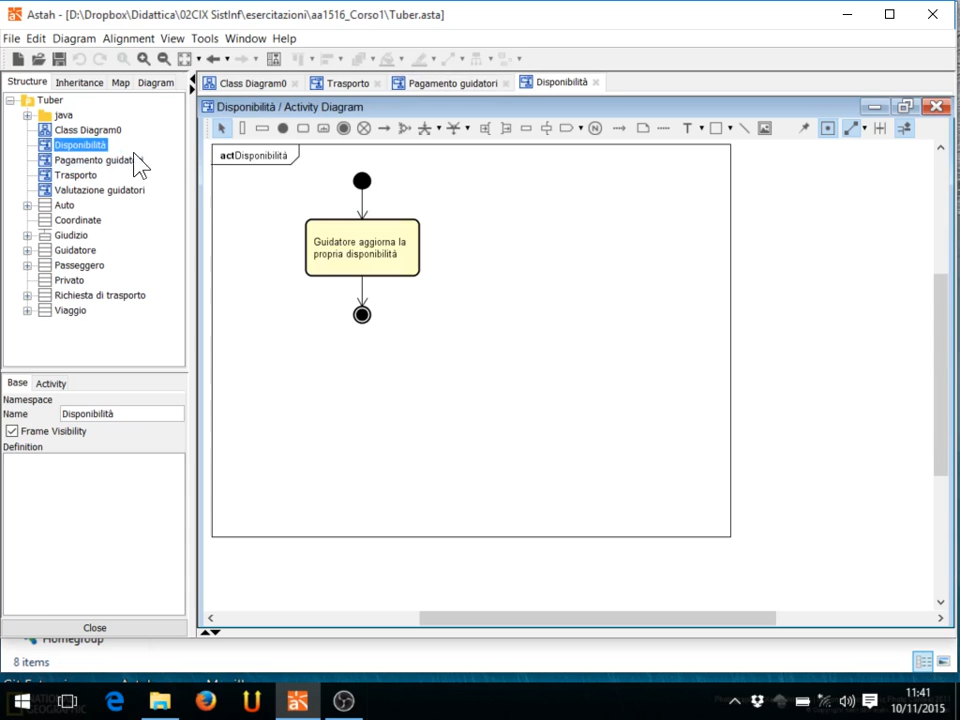 Astah - [D:\Dropbox\Didattica\02CIX SistInf\esercitazioni\aa1516_Corso1\Tuber.asta]
File Edit Diagram Alignment View Tools Window Help
Structure Inheritance Map Diagram
Class Diagram0 Trasporto Pagamento guidatori Disponibilità
Tuber
java
Class Diagram0
Disponibilità
Pagamento guidatori
Trasporto
Valutazione guidatori
Auto
Coordinate
Giudizio
Guidatore
Passeggero
Privato
Richiesta di trasporto
Viaggio
Disponibilità / Activity Diagram
act Disponibilità
Guidatore aggiorna la
propria disponibilità
Base Activity
Namespace
Name Disponibilità
Frame Visibility
Definition
Close
Homegroup
8 items
11:41
10/11/2015